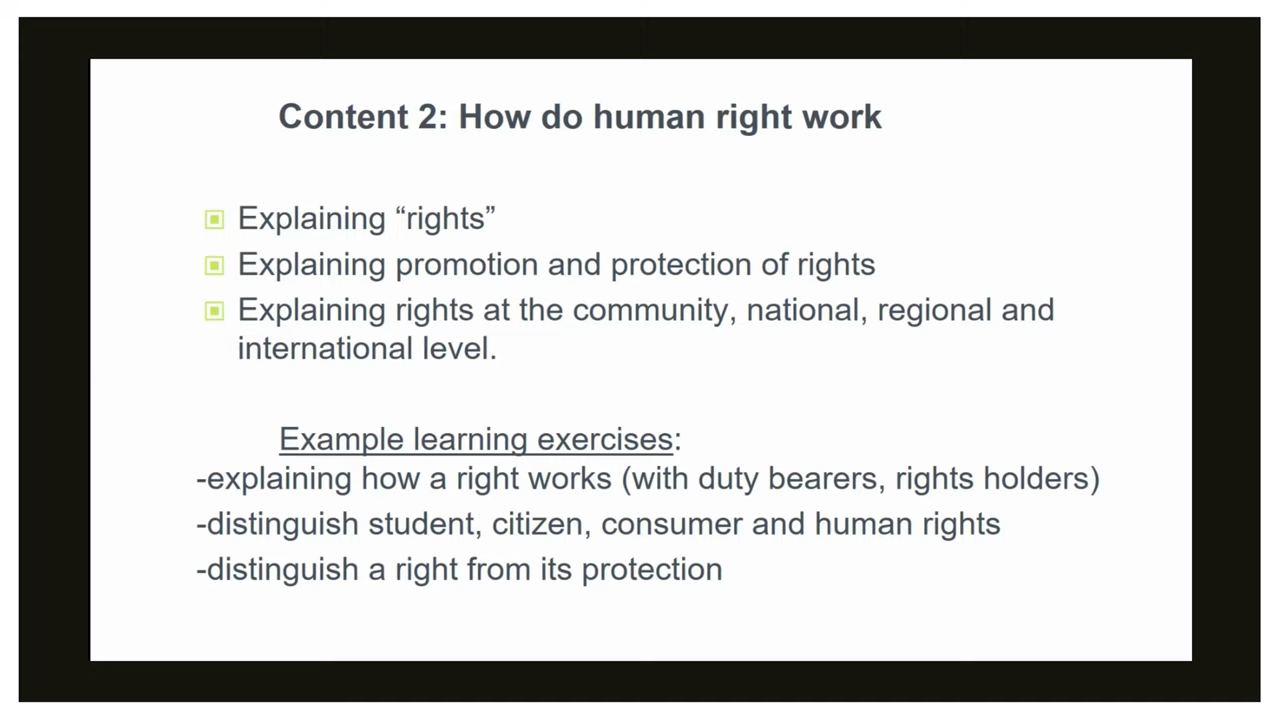 Content 2: How do human right work
Explaining “rights”
Explaining promotion and protection of rights
Explaining rights at the community, national, regional and
international level.
Example learning exercises:
-explaining how a right works (with duty bearers, rights holders)
-distinguish student, citizen, consumer and human rights
-distinguish a right from its protection